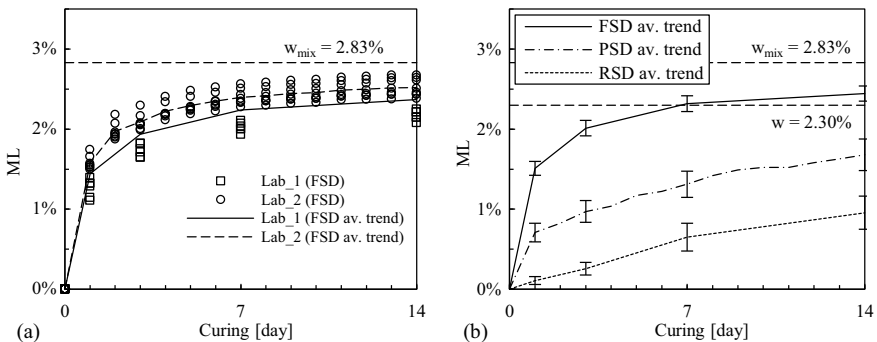 ML
3%
2%
1%
0%
w_mix = 2.83%
Lab_1 (FSD)
Lab_2 (FSD)
Lab_1 (FSD av. trend)
Lab_2 (FSD av. trend)
0
7
14
Curing [day]
(a)
ML
3%
2%
1%
0%
FSD av. trend
PSD av. trend
RSD av. trend
w_mix = 2.83%
w = 2.30%
0
7
14
Curing [day]
(b)